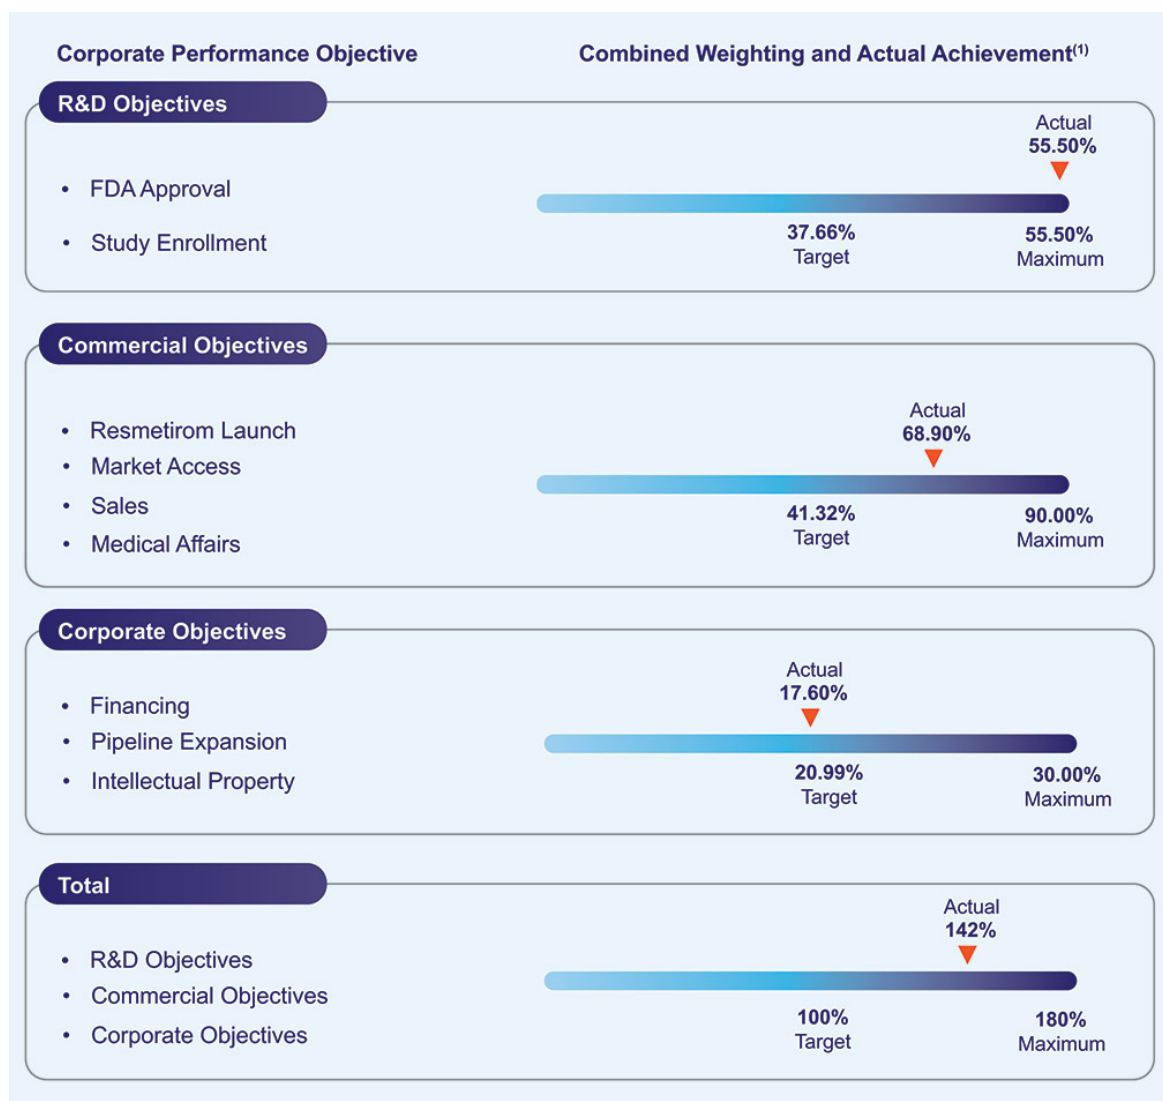 Corporate Performance Objective
Combined Weighting and Actual Achievement(1)
R&D Objectives
• FDA Approval
• Study Enrollment
Actual
55.50%
37.66%
Target
55.50%
Maximum
Commercial Objectives
• Resmetirom Launch
• Market Access
• Sales
• Medical Affairs
Actual
68.90%
41.32%
Target
90.00%
Maximum
Corporate Objectives
• Financing
• Pipeline Expansion
• Intellectual Property
Actual
17.60%
20.99%
Target
30.00%
Maximum
Total
• R&D Objectives
• Commercial Objectives
• Corporate Objectives
Actual
142%
100%
Target
180%
Maximum